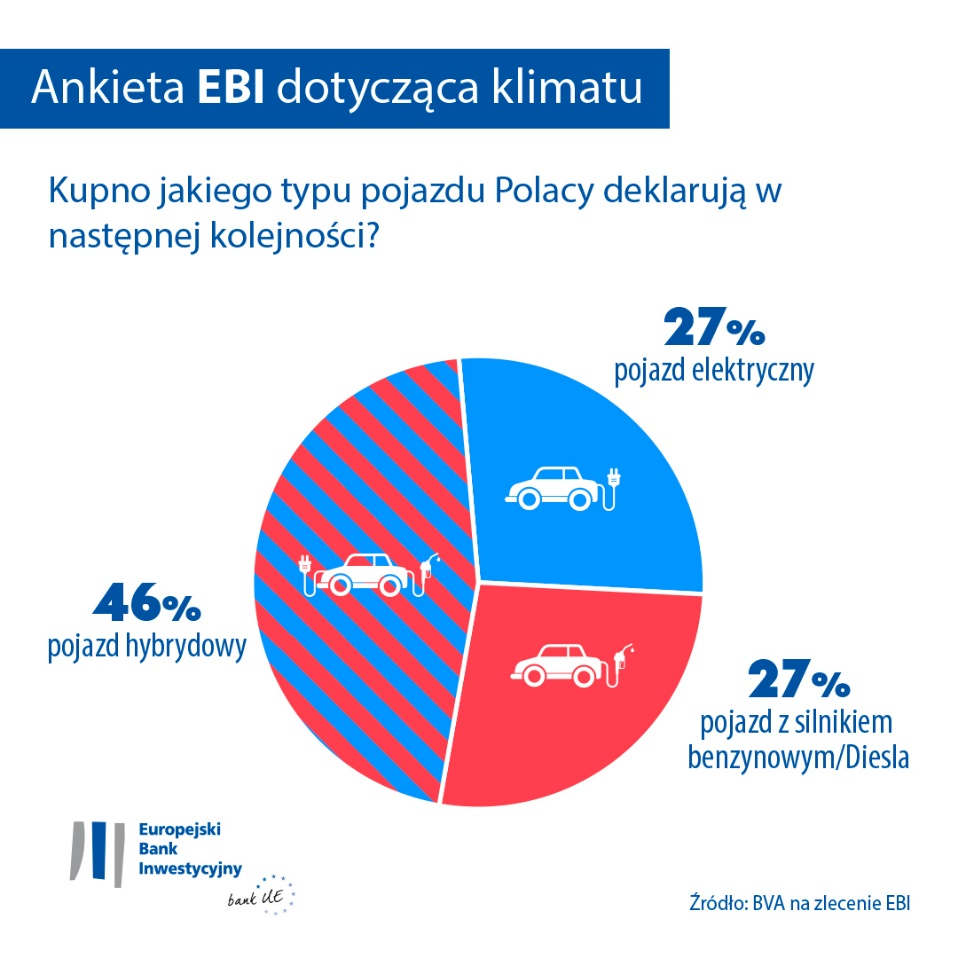 Ankieta EBI dotycząca klimatu
Kupno jakiego typu pojazdu Polacy deklarują w
następnej kolejności?
27%
pojazd elektryczny
46%
pojazd hybrydowy
27%
pojazd z silnikiem
benzynowym/Diesla
Europejski
Bank
Inwestycyjny
bank UE
Źródło: BVA na zlecenie EBI